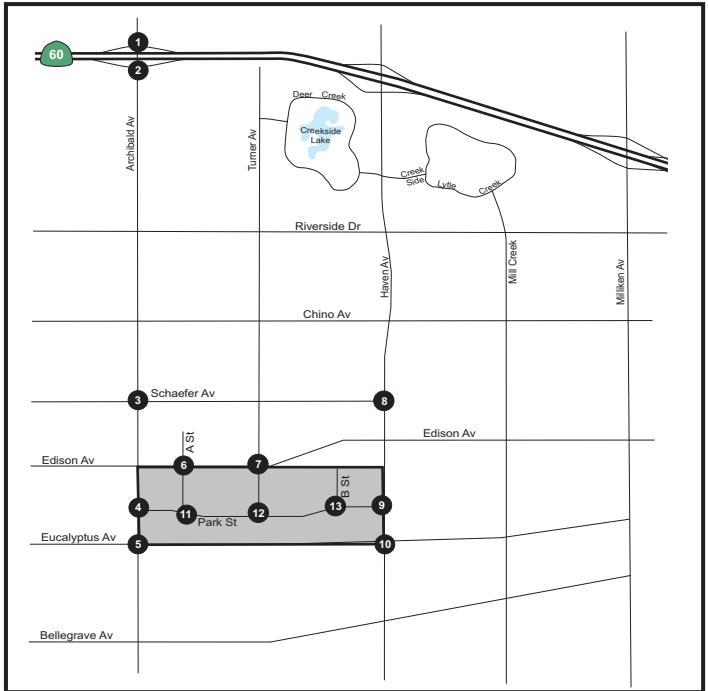 1
60
2
Deer Creek
Creekside
Lake
Archibald Av
Turner Av
Creek
Side
Lytle Creek
Riverside Dr
Haven Av
Mill Creek
Milliken Av
Chino Av
3
Schaefer Av
8
Edison Av
A St
Edison Av
6
7
B St
4
11
Park St
12
13
9
Eucalyptus Av
5
10
Bellegrave Av